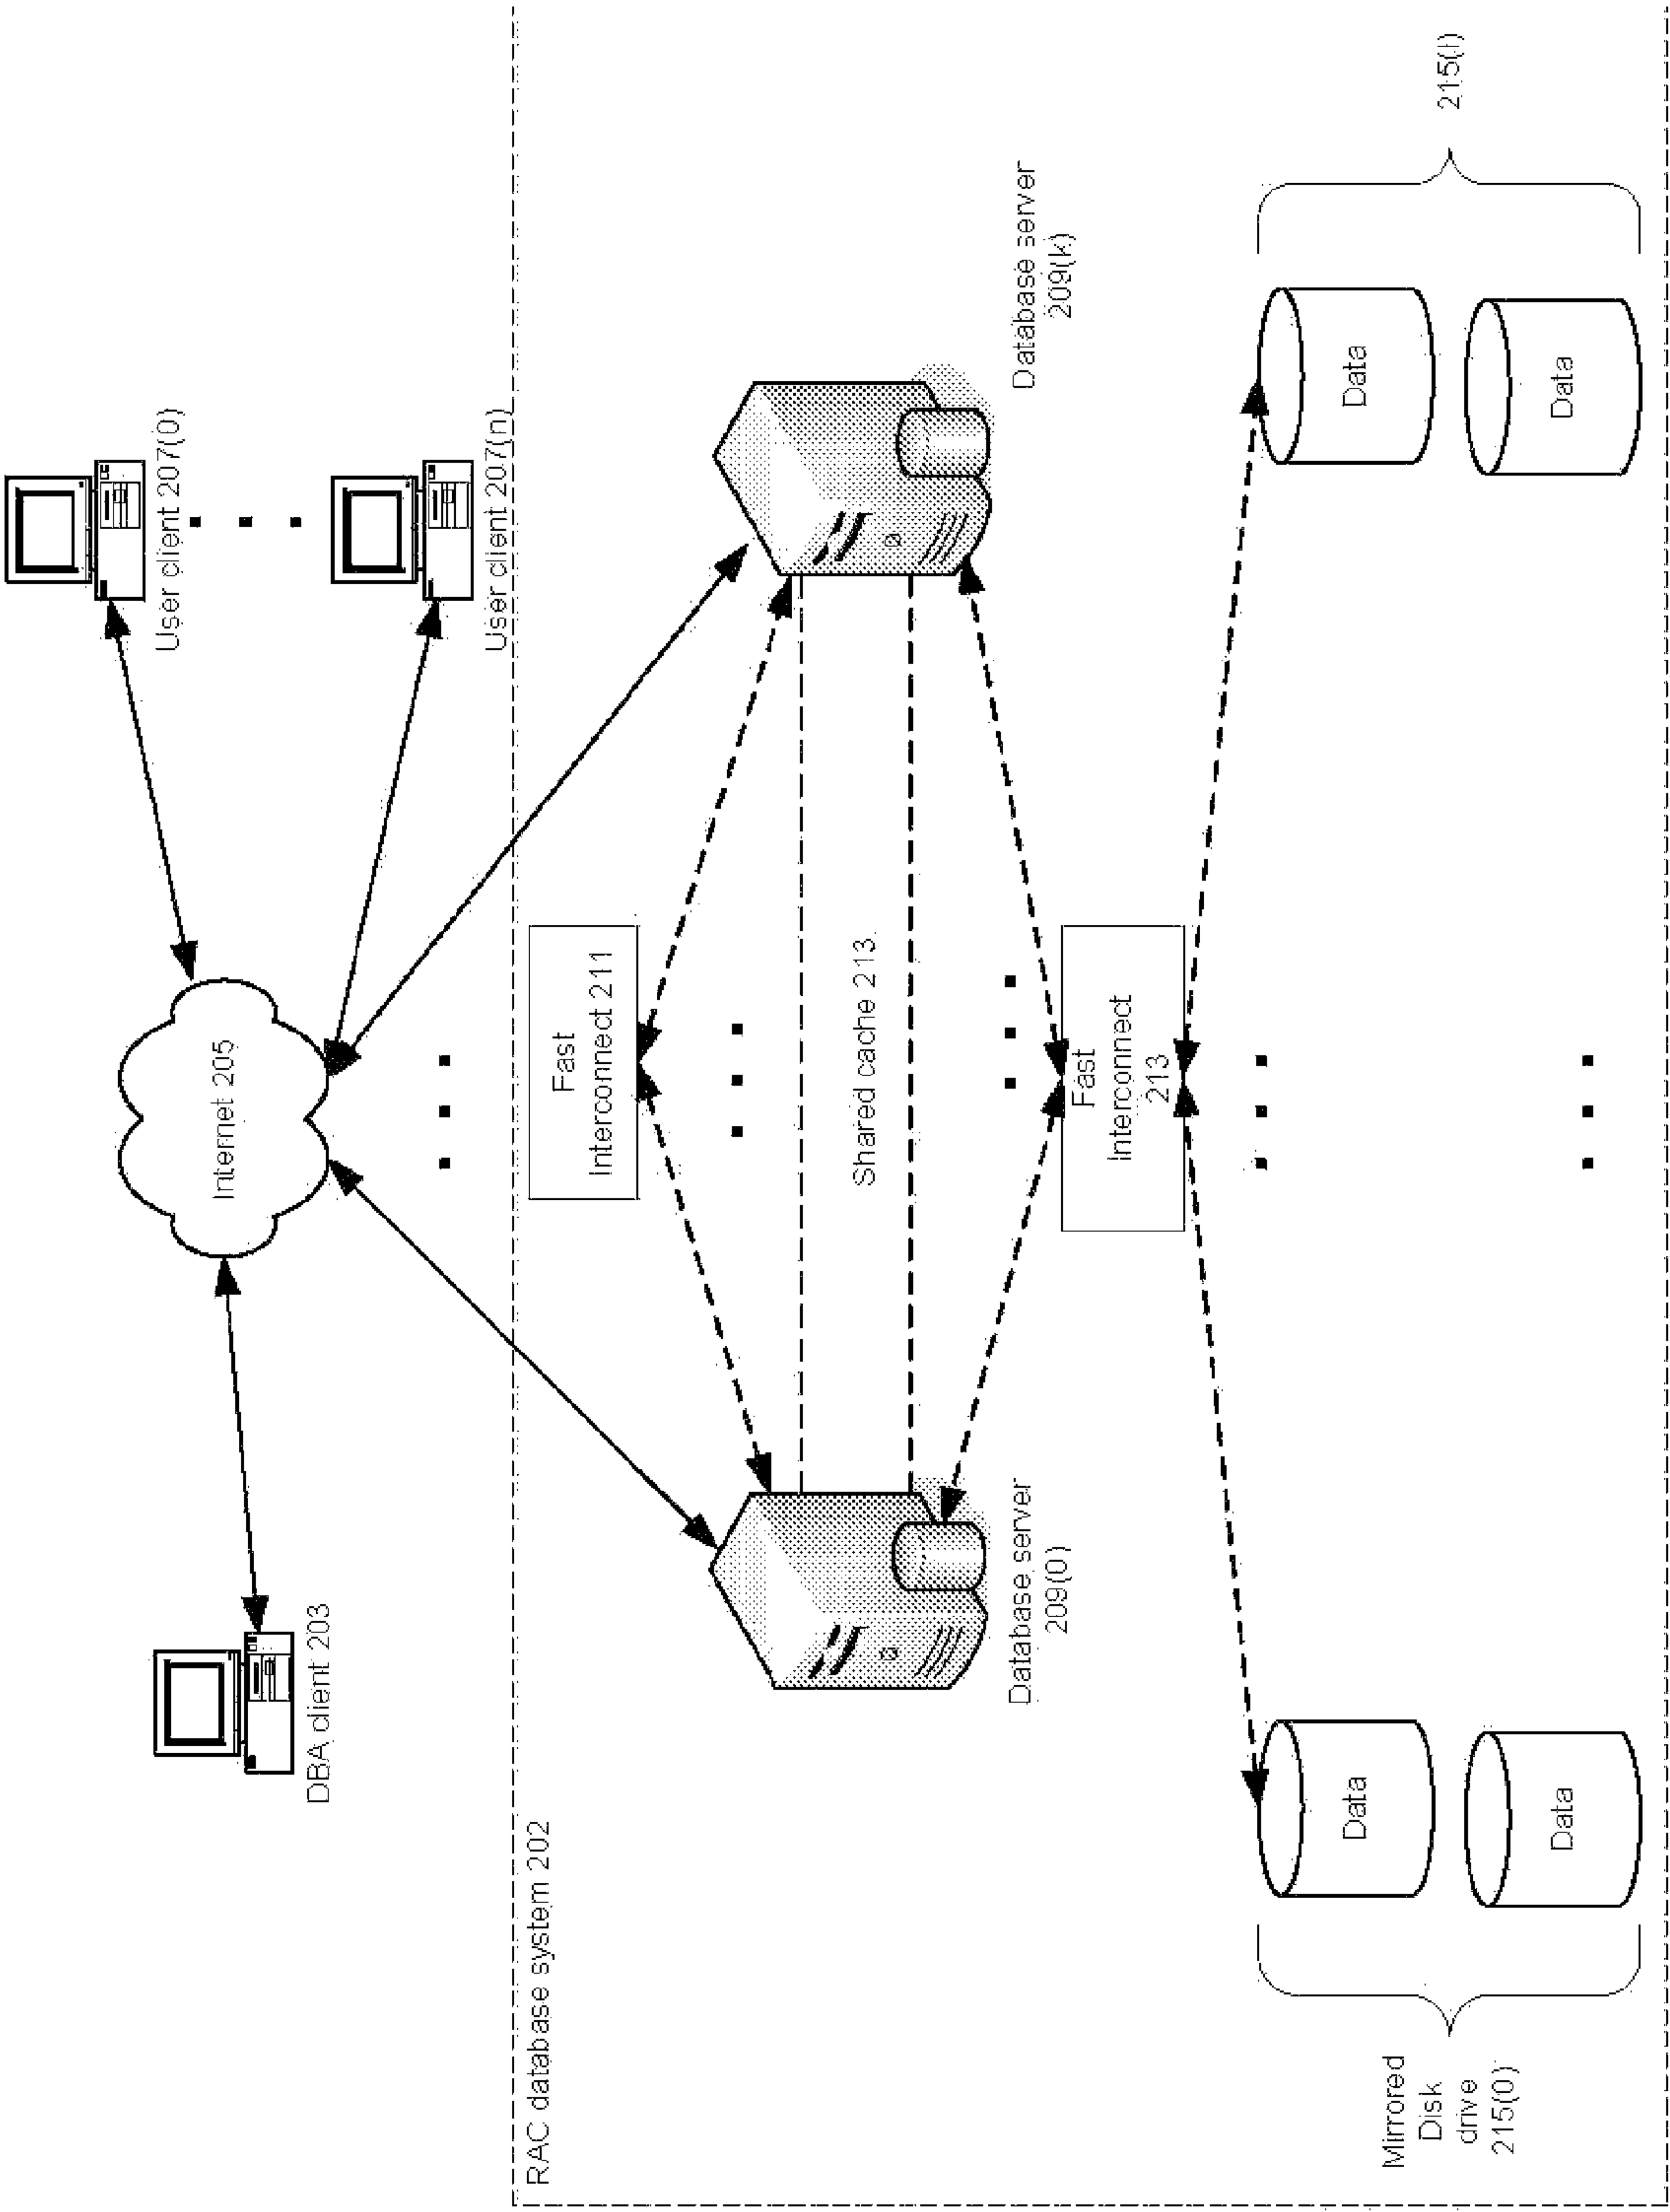 User client 207(0)
DBA client 203
Internet 205
User client 207(n)
RAC database system 202
Fast
Interconnect 211
Shared cache 213
Database server
209(0)
Database server
209(k)
Fast
Interconnect
213
Data
Data
Data
Data
Mirrored
Disk
drive
215(0)
215(l)